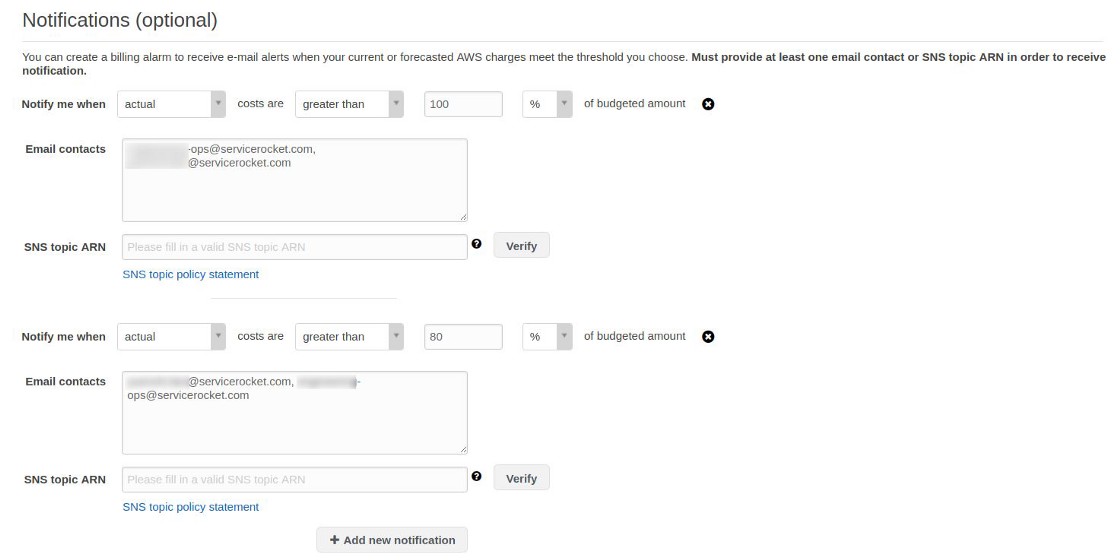 Notifications (optional)
You can create a billing alarm to receive e-mail alerts when your current or forecasted AWS charges meet the threshold you choose. Must provide at least one email contact or SNS topic ARN in order to receive
notification.
Notify me when actual costs are greater than 100 % of budgeted amount
Email contacts -ops@servicerocket.com,
@servicerocket.com
SNS topic ARN Please fill in a valid SNS topic ARN Verify
SNS topic policy statement
Notify me when actual costs are greater than 80 % of budgeted amount
Email contacts @servicerocket.com, -
ops@servicerocket.com
SNS topic ARN Please fill in a valid SNS topic ARN Verify
SNS topic policy statement
Add new notification